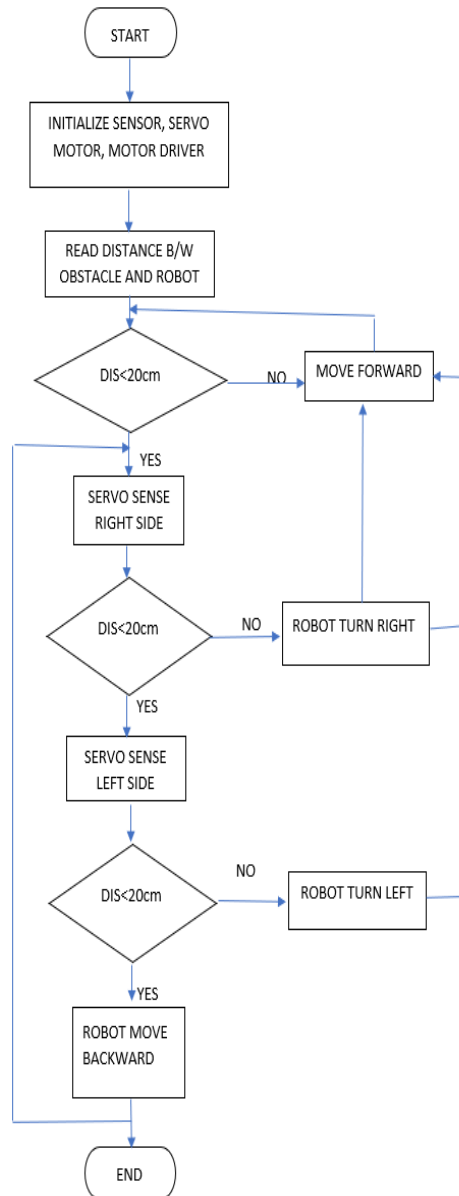 START
INITIALIZE SENSOR, SERVO
MOTOR, MOTOR DRIVER
READ DISTANCE B/W
OBSTACLE AND ROBOT
DIS<20cm
NO
MOVE FORWARD
YES
SERVO SENSE
RIGHT SIDE
DIS<20cm
NO
ROBOT TURN RIGHT
YES
SERVO SENSE
LEFT SIDE
DIS<20cm
NO
ROBOT TURN LEFT
YES
ROBOT MOVE
BACKWARD
END